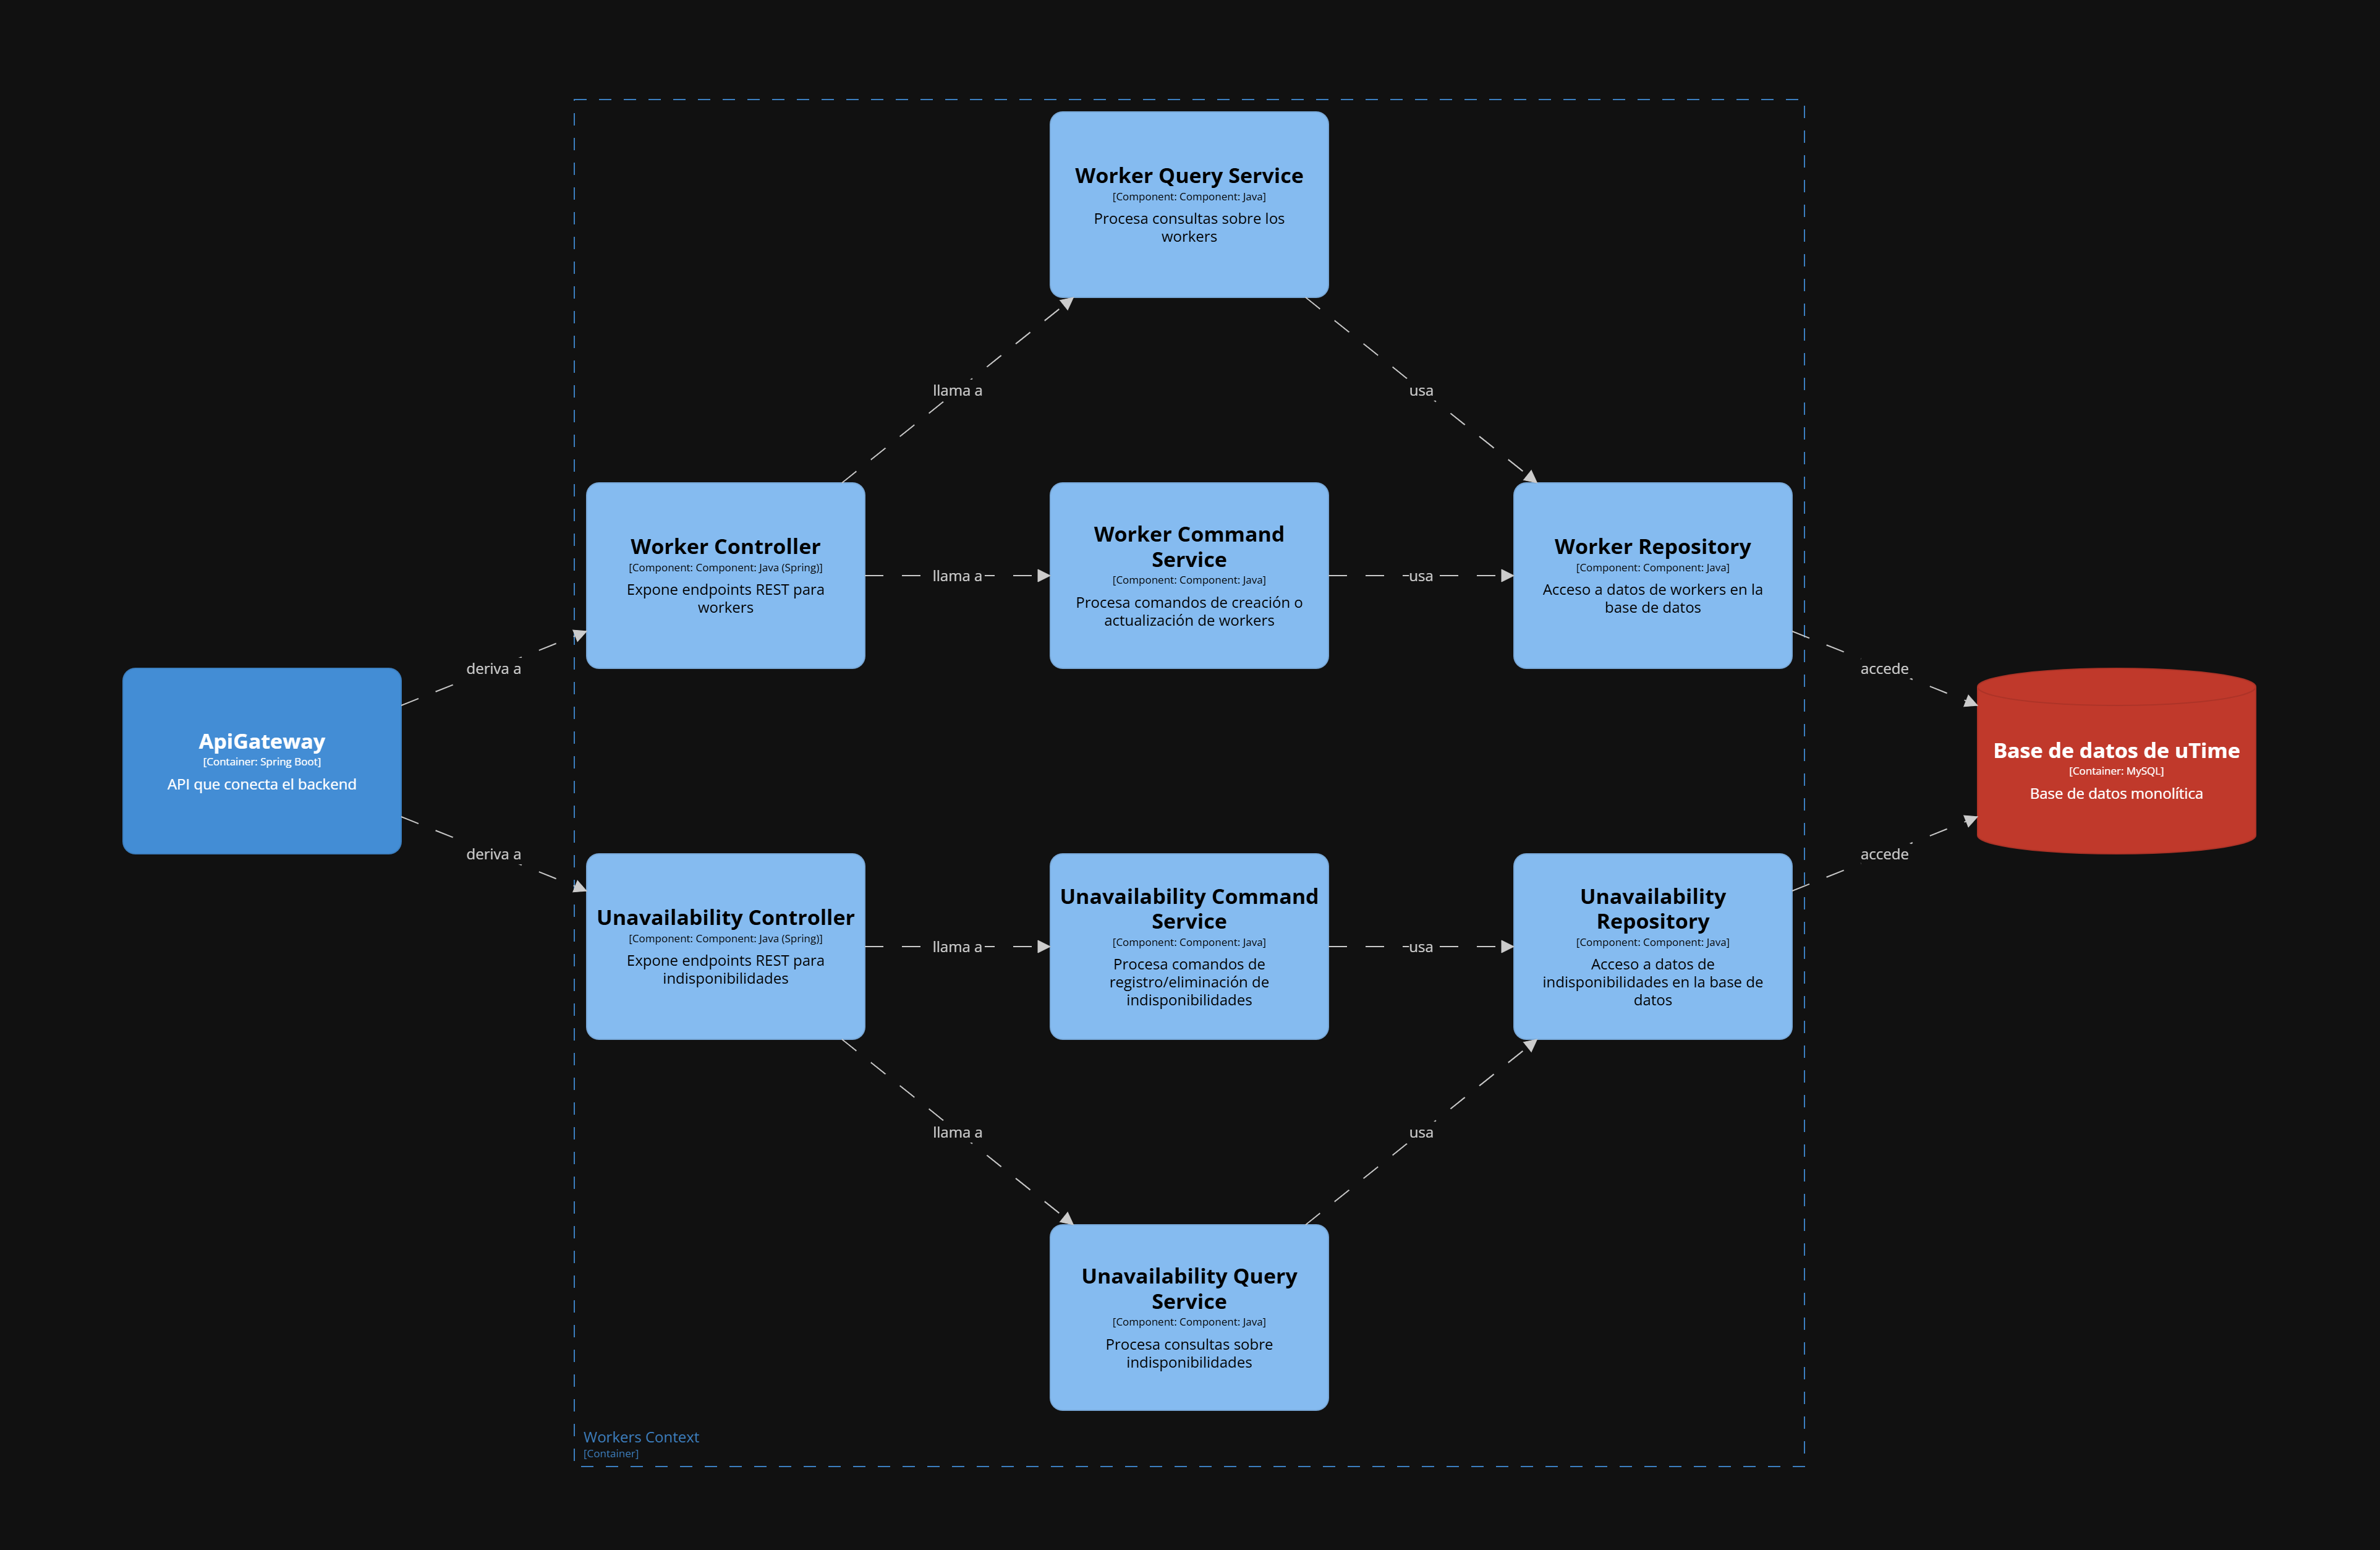 Worker Query Service
[Component: Component: Java]
Procesa consultas sobre los
workers
llama a
usa
Worker Controller
[Component: Component: Java (Spring)]
Expone endpoints REST para
workers
llama a
Worker Command
Service
[Component: Component: Java]
Procesa comandos de creación o
actualización de workers
usa
Worker Repository
[Component: Component: Java]
Acceso a datos de workers en la
base de datos
deriva a
accede
ApiGateway
[Container: Spring Boot]
API que conecta el backend
Base de datos de uTime
[Container: MySQL]
Base de datos monolítica
deriva a
accede
Unavailability Controller
[Component: Component: Java (Spring)]
Expone endpoints REST para
indisponibilidades
llama a
Unavailability Command
Service
[Component: Component: Java]
Procesa comandos de
registro/eliminación de
indisponibilidades
usa
Unavailability
Repository
[Component: Component: Java]
Acceso a datos de
indisponibilidades en la base de
datos
llama a
usa
Unavailability Query
Service
[Component: Component: Java]
Procesa consultas sobre
indisponibilidades
Workers Context
[Container]